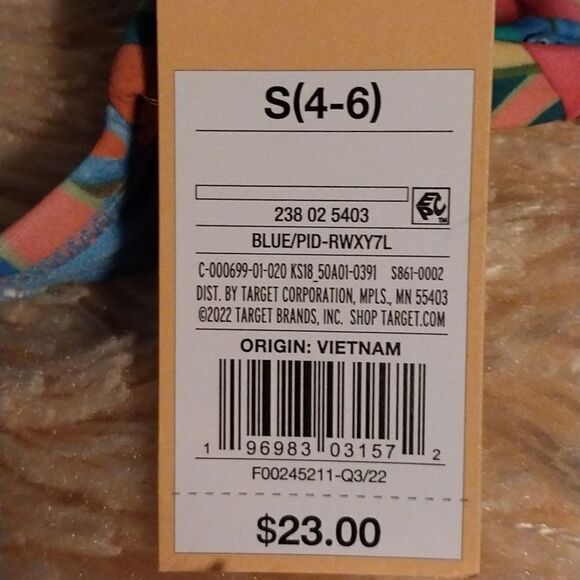 S(4-6)
238 02 5403
EPC TM
BLUE/PID-RWXY7L
C-000699-01-020 KS18_50A01-0391 S861-0002
DIST. BY TARGET CORPORATION, MPLS., MN 55403
©2022 TARGET BRANDS, INC. SHOP TARGET.COM
ORIGIN: VIETNAM
1 96983 03157 2
F00245211-Q3/22
$23.00